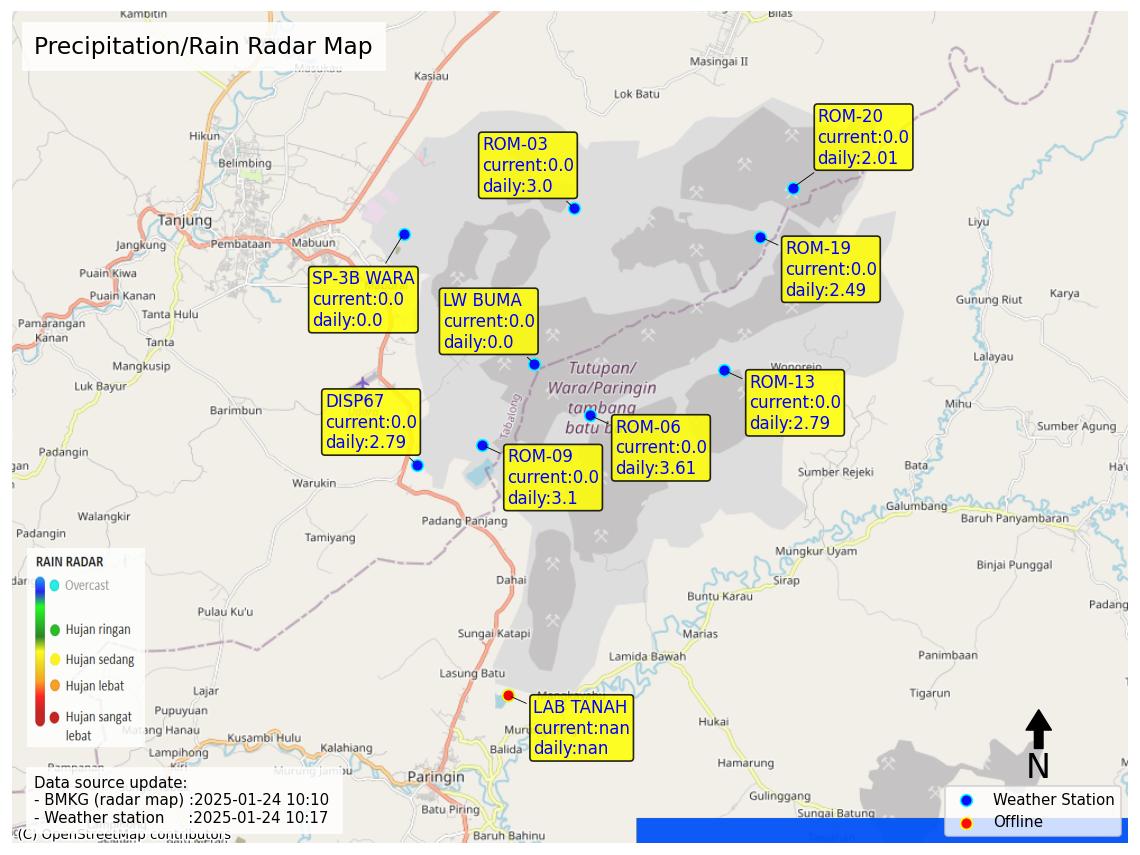 Kambitin
Bilas
Precipitation/Rain Radar Map
Masukau
Kasiau
Masingai II
Lok Batu
Hikun
Belimbing
ROM-03
current:0.0
daily:3.0
ROM-20
current:0.0
daily:2.01
Tanjung
Jangkung
Pembataan
Mabuun
Liyu
Puain Kiwa
Puain Kanan
SP-3B WARA
current:0.0
daily:0.0
ROM-19
current:0.0
daily:2.49
Karya
Gunung Riut
Tanta Hulu
Pamarangan
Kanan
Tanta
LW BUMA
current:0.0
daily:0.0
Mangkusip
Luk Bayur
Lalayau
Tutupan/
Wara/Paringin
tambang
batu b
Wonorejo
ROM-13
current:0.0
daily:2.79
Barimbun
Tabalong
Mihu
DISP67
current:0.0
daily:2.79
ROM-06
current:0.0
daily:3.61
Sumber Agung
Padangin
gan
ROM-09
current:0.0
daily:3.1
Warukin
Sumber Rejeki
Bata
Galumbang
Baruh Panyambaran
Walangkir
Padangin
Padang Panjang
Tamiyang
Mungkur Uyam
Binjai Punggal
RAIN RADAR
Overcast
Hujan ringan
Hujan sedang
Hujan lebat
Hujan sangat
lebat
Dahai
Sirap
Buntu Karau
Padang
Pulau Ku'u
Sungai Katapi
Marias
Lamida Bawah
Panimbaan
Lasung Batu
Lajar
Tigarun
Pupuyuan
LAB TANAH
current:nan
daily:nan
Matang Hanau
Kusambi Hulu
Muru
Balida
Hukai
Lampihong
Kalahiang
Kiri
Pampanan
Murung Jambu
Paringin
Hamarung
M
N
Gulinggang
Batu Piring
Sungai Batung
Baruh Bahinu
Data source update:
- BMKG (radar map) :2025-01-24 10:10
- Weather station :2025-01-24 10:17
(C) OpenStreetMap contributors
Weather Station
Offline